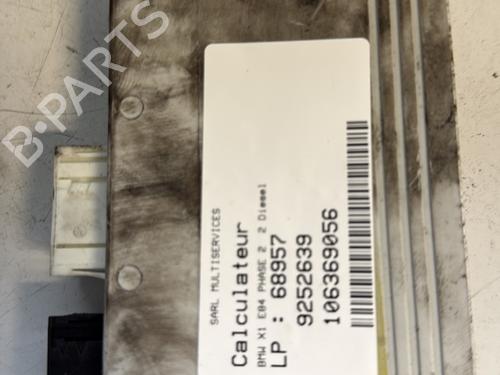 B-PARTS
SARL MULTISERVICES
Calculateur
BMW X1 E84 PHASE 2 2 Diesel
LP : 68957
9252639
106369056